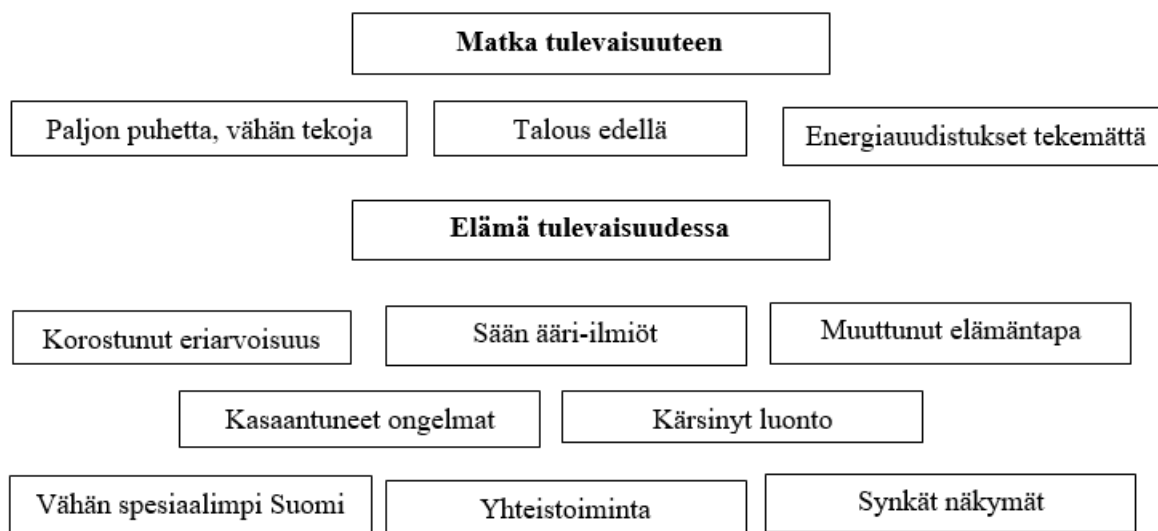 Matka tulevaisuuteen
Paljon puhetta, vähän tekoja
Talous edellä
Energiauudistukset tekemättä
Elämä tulevaisuudessa
Korostunut eriarvoisuus
Sään ääri-ilmiöt
Muuttunut elämäntapa
Kasaantuneet ongelmat
Kärsinyt luonto
Vähän spesiaalimpi Suomi
Yhteistoiminta
Synkät näkymät